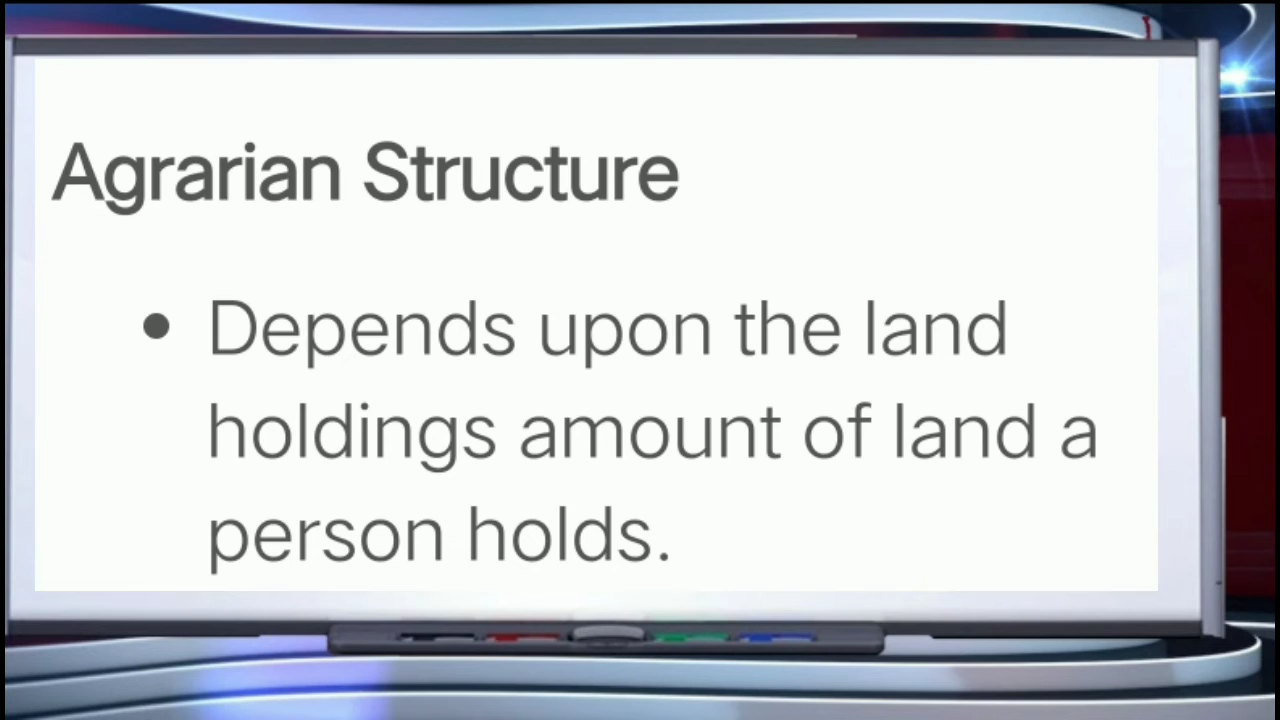 Agrarian Structure
• Depends upon the land
holdings amount of land a
person holds.